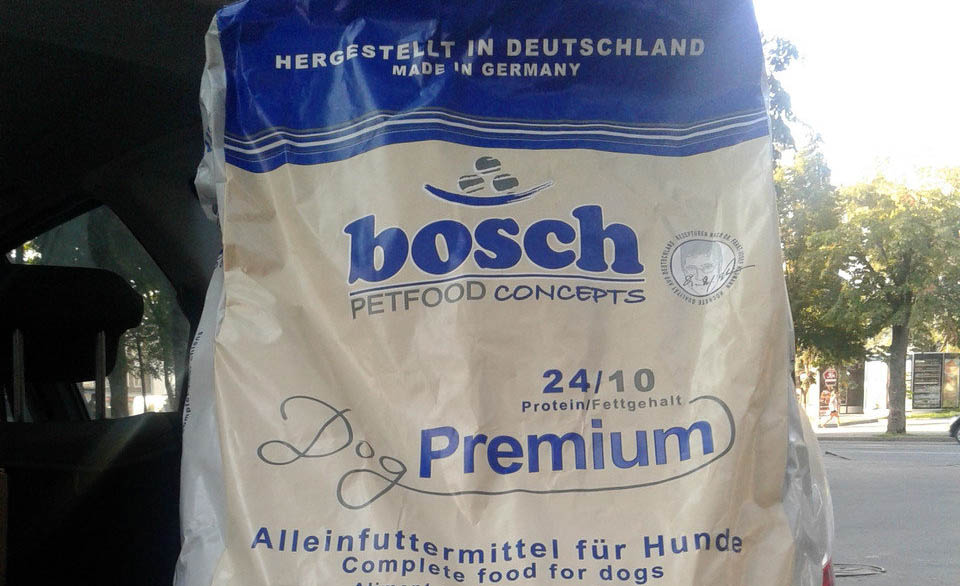 HERGESTELLT IN DEUTSCHLAND
MADE IN GERMANY
bosch
PETFOOD CONCEPTS
24/10
Protein/Fettgehalt
Dog Premium
Alleinfuttermittel für Hunde
Complete food for dogs